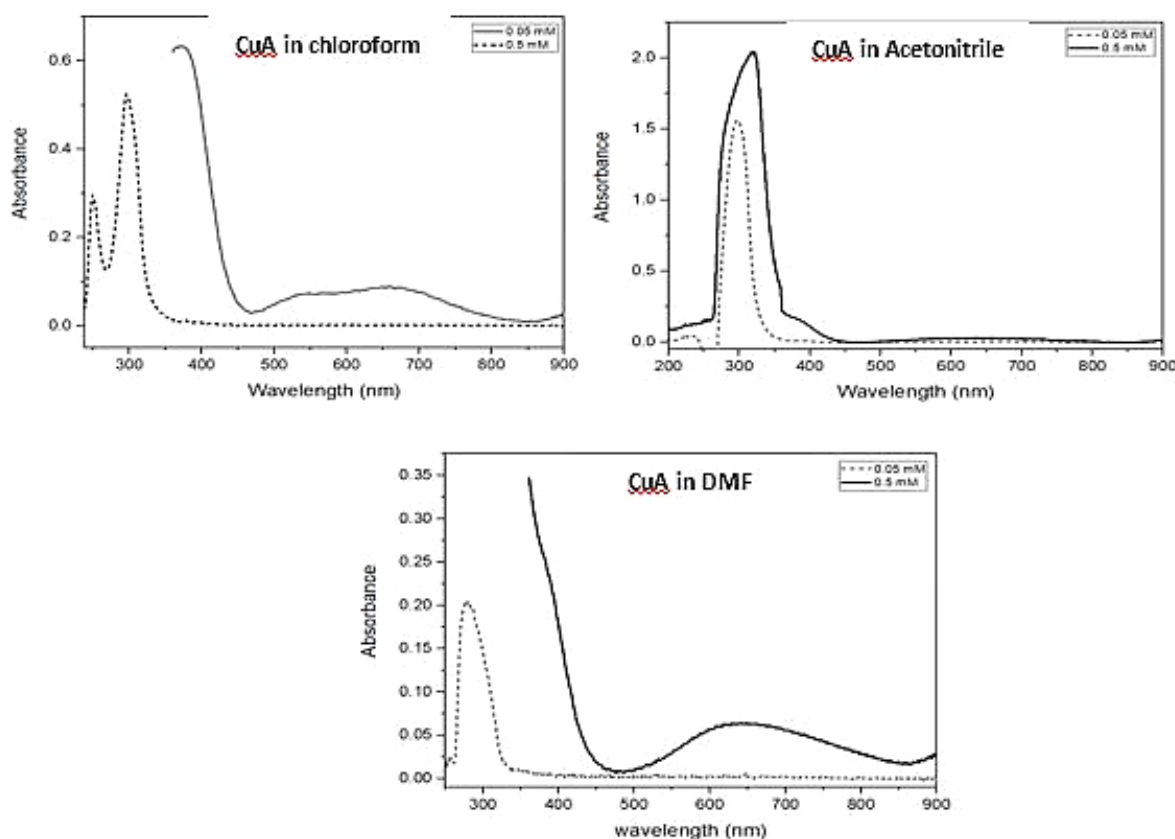 CuA in chloroform
0.05 mM
0.5 mM
0.6
0.4
0.2
0.0
Absorbance
300
400
500
600
700
800
900
Wavelength (nm)
CuA in Acetonitrile
0.05 mM
0.5 mM
2.0
1.5
1.0
0.5
0.0
Absorbance
200
300
400
500
600
700
800
900
Wavelength (nm)
CuA in DMF
0.05 mM
0.5 mM
0.35
0.30
0.25
0.20
0.15
0.10
0.05
0.00
Absorbance
300
400
500
600
700
800
900
wavelength (nm)